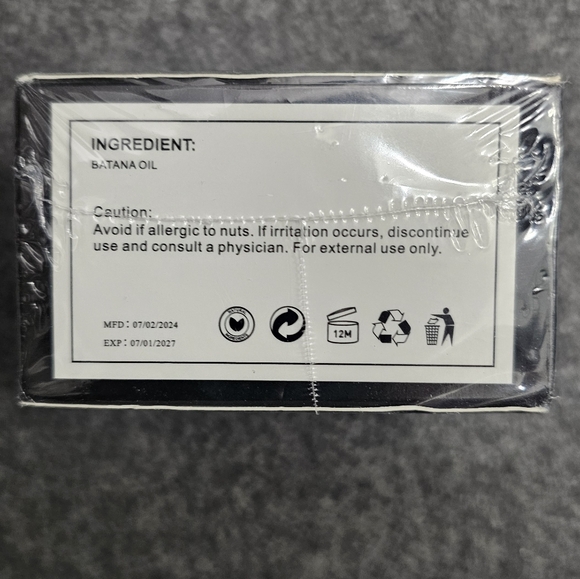 INGREDIENT:
BATANA OIL
Caution:
Avoid if allergic to nuts. If irritation occurs, discontinue
use and consult a physician. For external use only.
MFD: 07/02/2024
EXP: 07/01/2027
12M